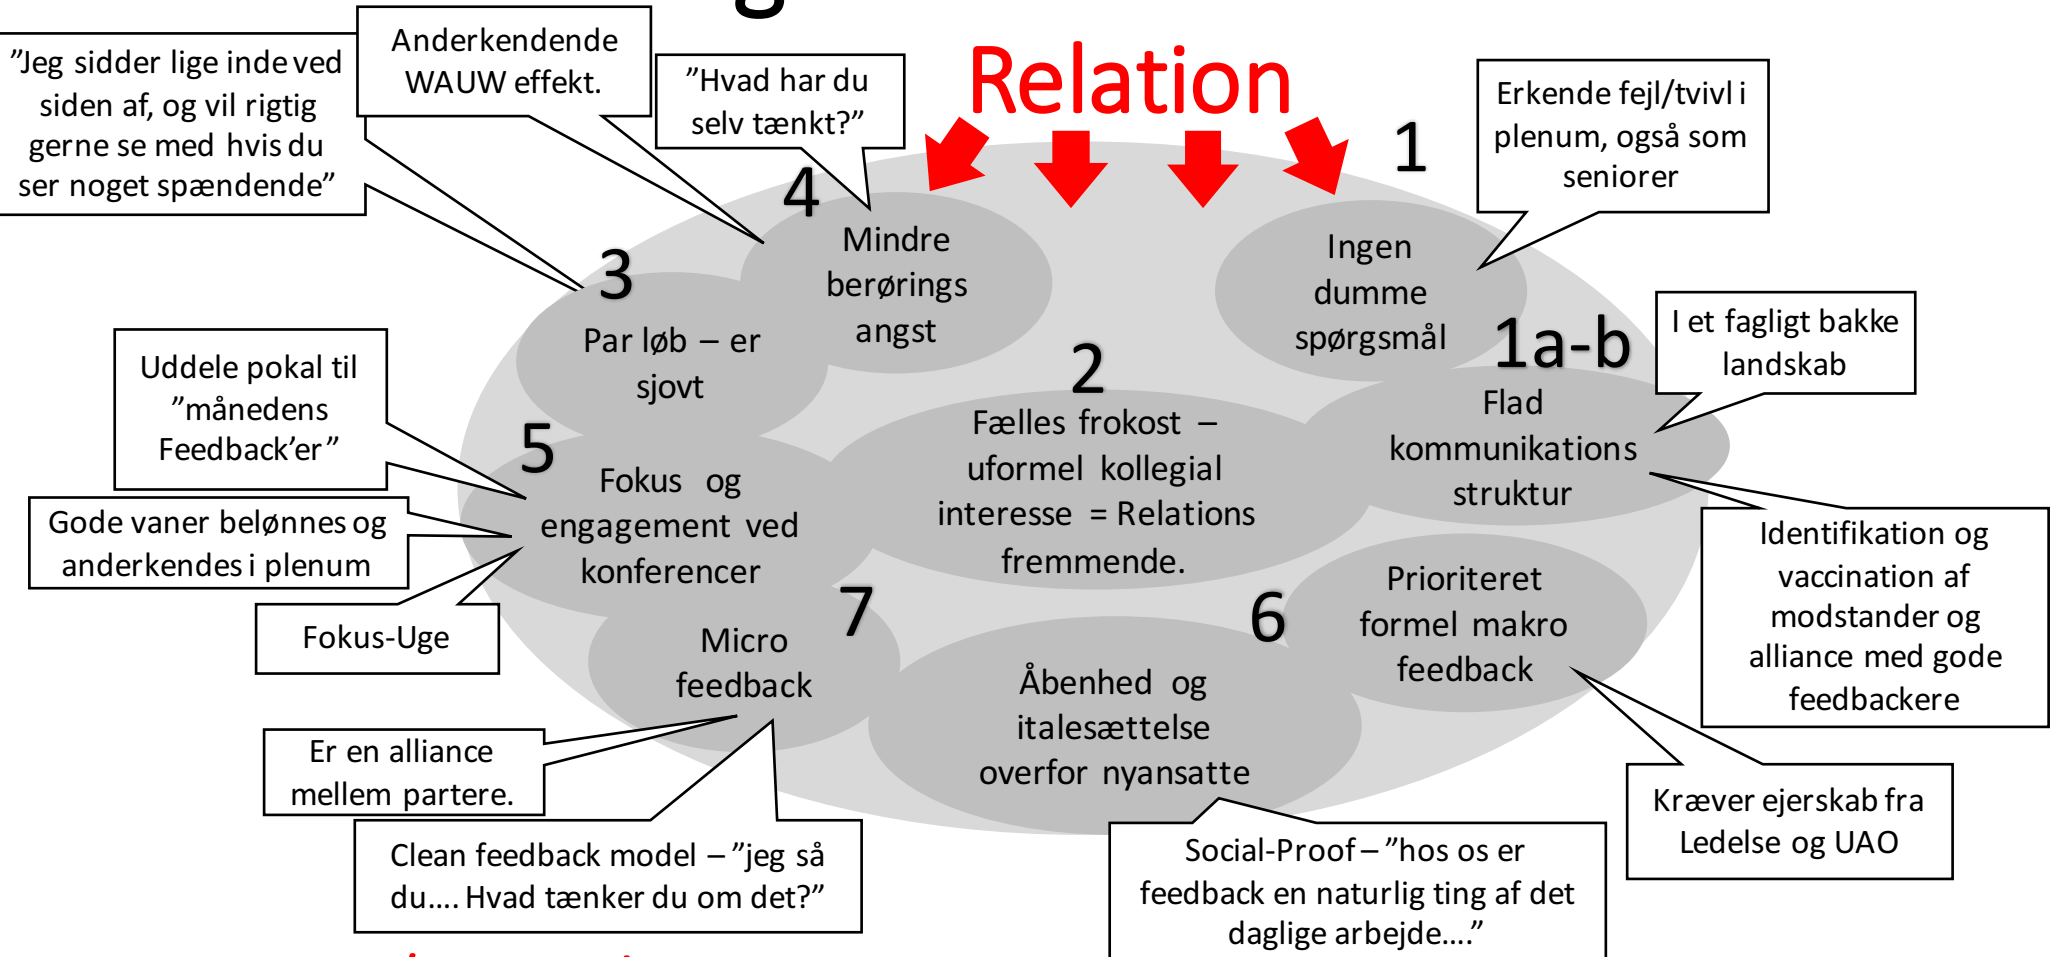 ”Jeg sidder lige inde ved
siden af, og vil rigtig
gerne se med hvis du
ser noget spændende”
Anderkendende
WAUW effekt.
”Hvad har du
selv tænkt?”
Relation
1
Erkende fejl/tvivl i
plenum, også som
seniorer
4
Mindre
berørings
angst
Ingen
dumme
spørgsmål
3
Par løb – er
sjovt
1a-b
I et fagligt bakke
landskab
Flad
kommunikations
struktur
2
Fælles frokost –
uformel kollegial
interesse = Relations
fremmende.
Uddele pokal til
”månedens
Feedback’er”
5
Fokus og
engagement ved
konferencer
Gode vaner belønnes og
anderkendes i plenum
Fokus-Uge
Identifikation og
vaccination af
modstander og
alliance med gode
feedbackere
6
Prioriteret
formel makro
feedback
7
Micro
feedback
Åbenhed og
italesættelse
overfor nyansatte
Er en alliance
mellem partere.
Kræver ejerskab fra
Ledelse og UAO
Clean feedback model – ”jeg så
du…. Hvad tænker du om det?”
Social-Proof – ”hos os er
feedback en naturlig ting af det
daglige arbejde….”